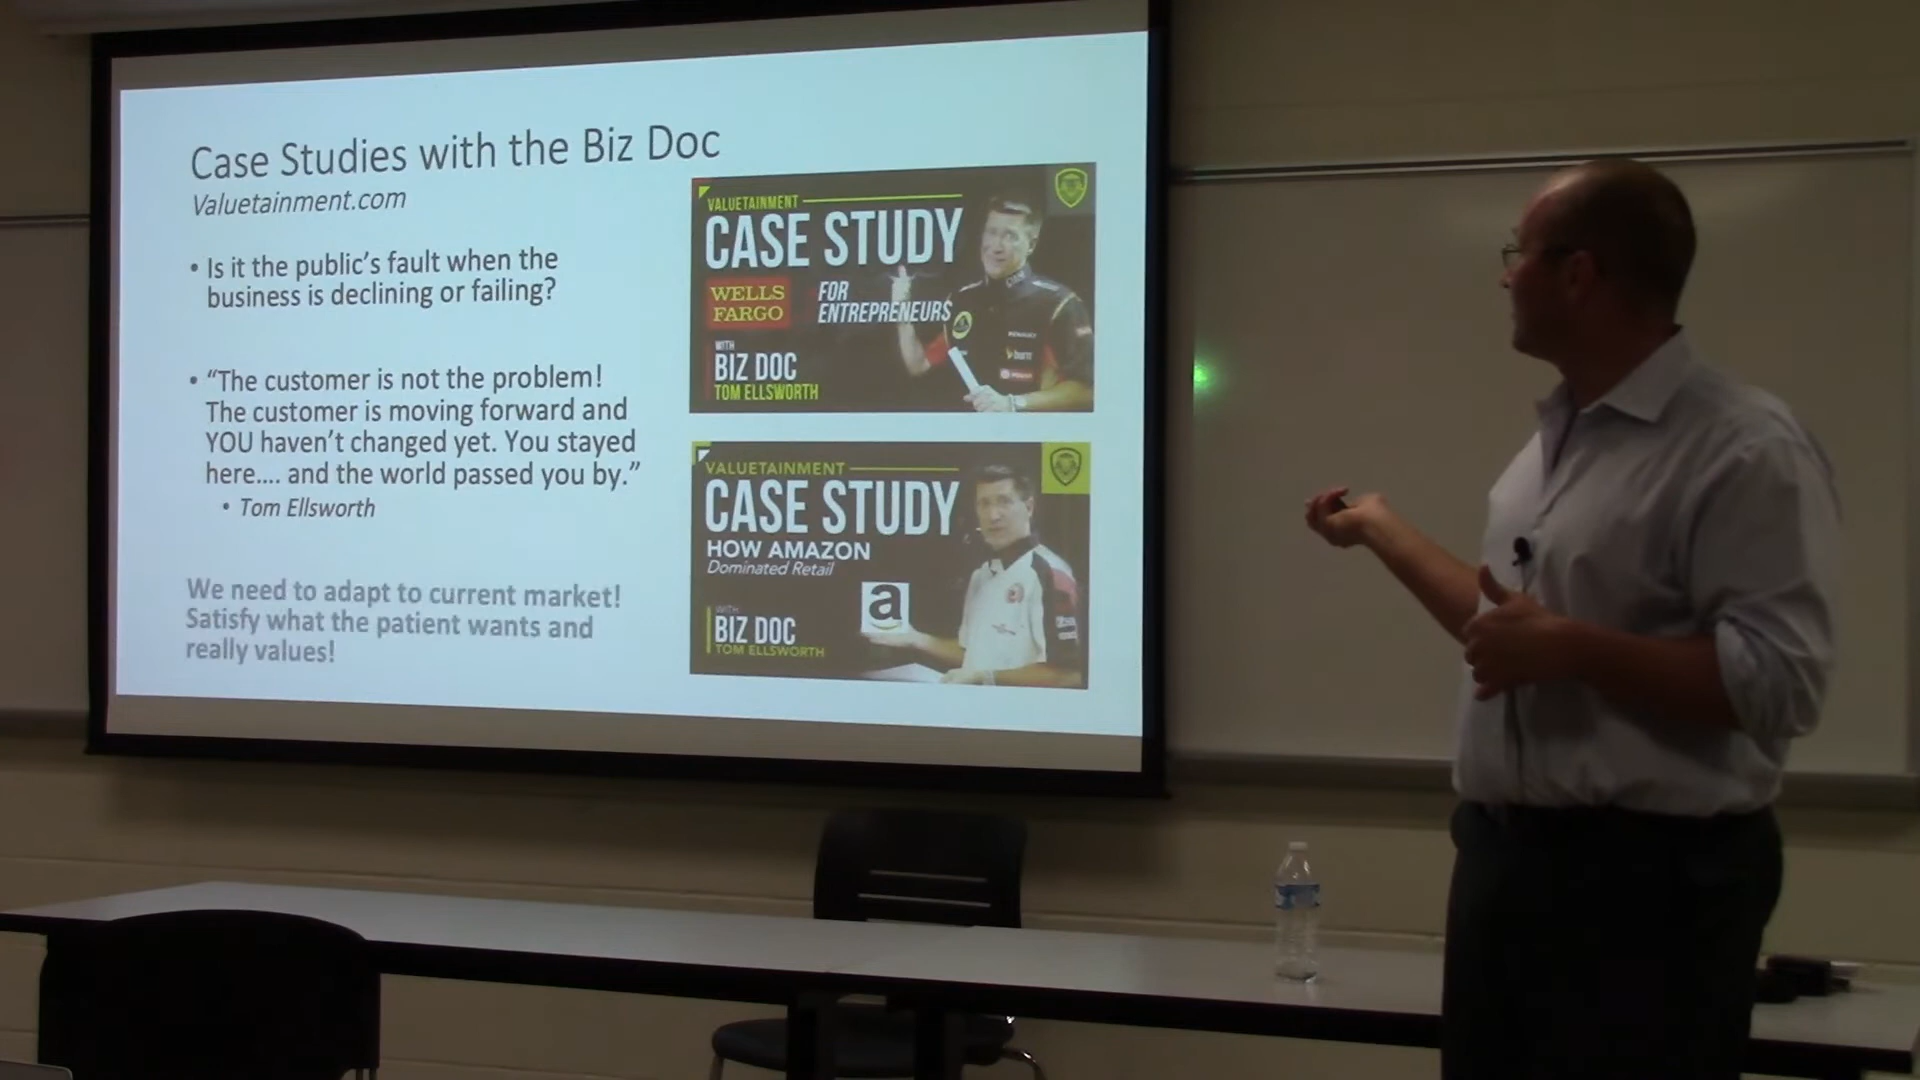 Case Studies with the Biz Doc
Valuetainment.com
• Is it the public's fault when the
business is declining or failing?
• "The customer is not the problem!
The customer is moving forward and
YOU haven't changed yet. You stayed
here.... and the world passed you by."
• Tom Ellsworth
We need to adapt to current market!
Satisfy what the patient wants and
really values!
VALUETAINMENT
CASE STUDY
WELLS
FARGO
FOR
ENTREPRENEURS
WITH
BIZ DOC
TOM ELLSWORTH
VALUETAINMENT
CASE STUDY
HOW AMAZON
Dominated Retail
a
WITH
BIZ DOC
TOM ELLSWORTH